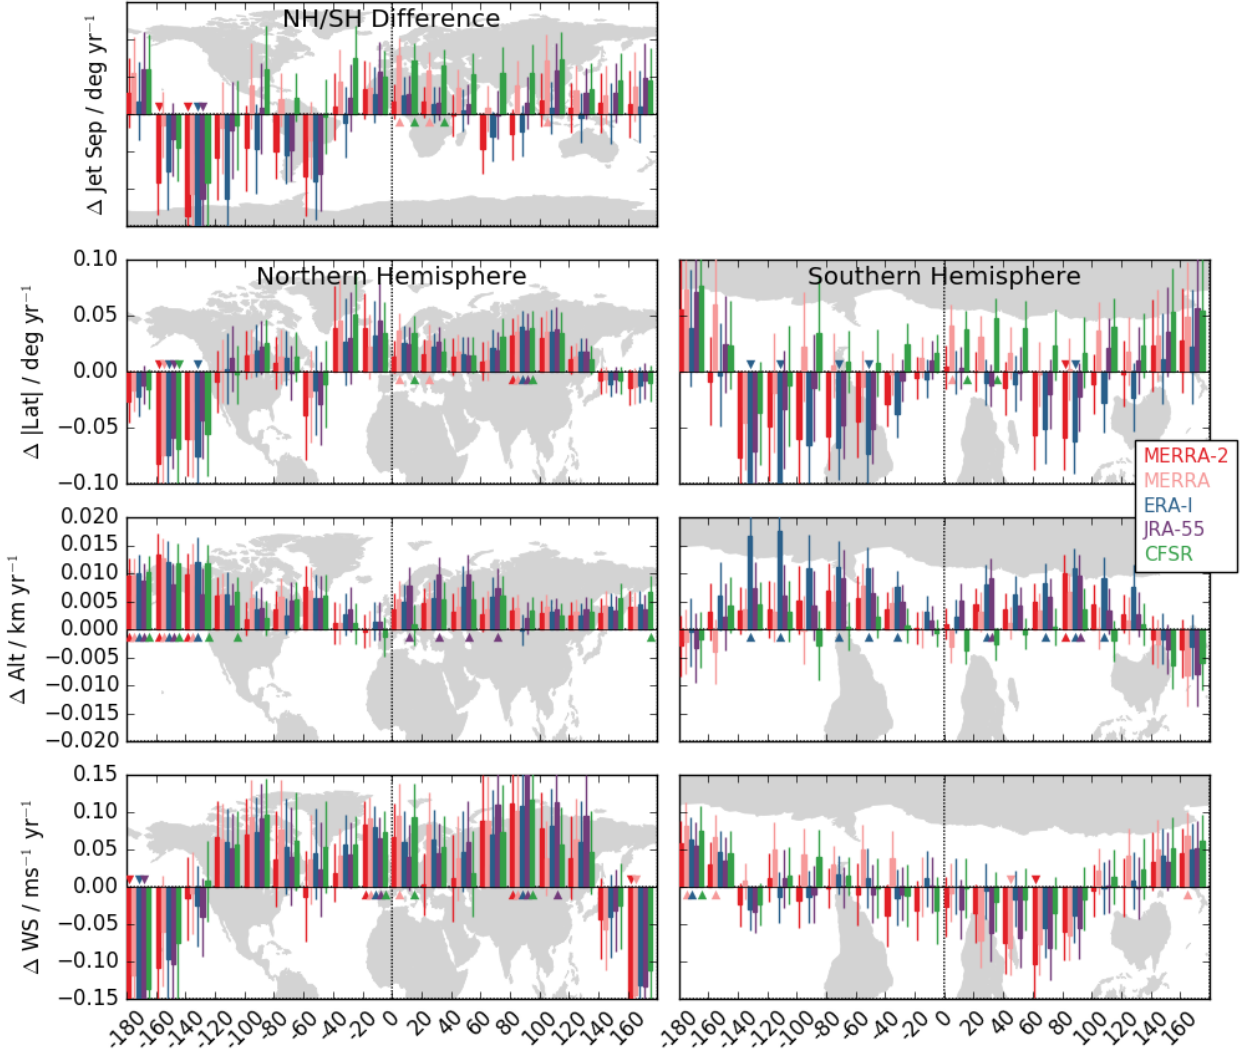 NH/SH Difference
Δ Jet Sep / deg yr⁻¹
Northern Hemisphere
Southern Hemisphere
Δ |Lat| / deg yr⁻¹
0.10
0.05
0.00
−0.05
−0.10
MERRA-2
MERRA
ERA-I
JRA-55
CFSR
Δ Alt / km yr⁻¹
0.020
0.015
0.010
0.005
0.000
−0.005
−0.010
−0.015
−0.020
Δ WS / ms⁻¹ yr⁻¹
0.15
0.10
0.05
0.00
−0.05
−0.10
−0.15
-180 -160 -140 -120 -100 -80 -60 -40 -20 0 20 40 60 80 100 120 140 160
-180 -160 -140 -120 -100 -80 -60 -40 -20 0 20 40 60 80 100 120 140 160